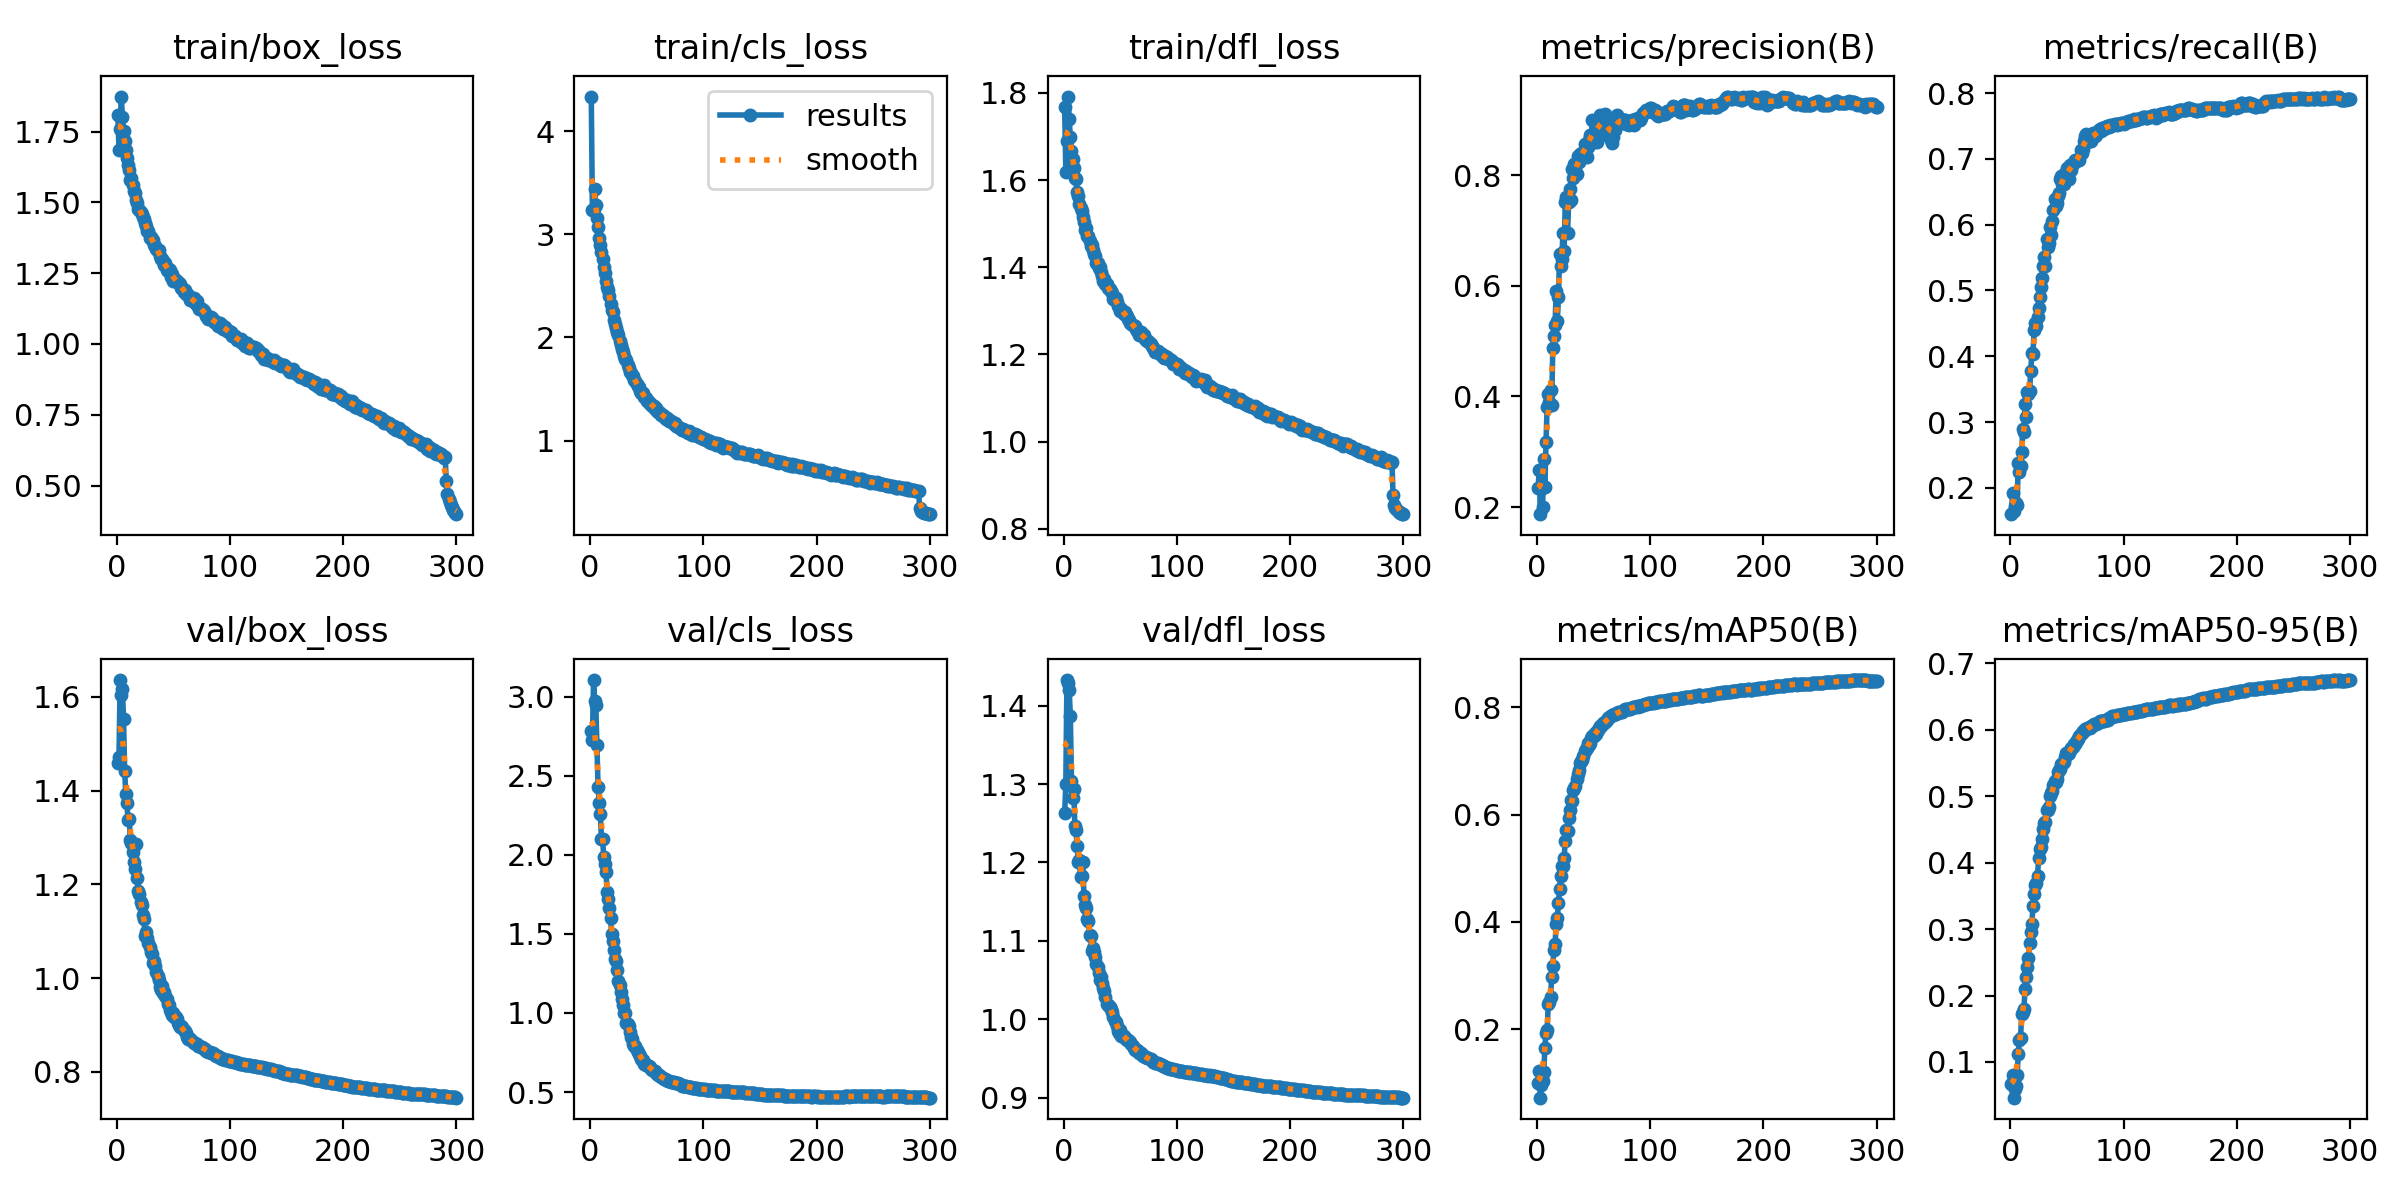 train/box_loss
1.75
1.50
1.25
1.00
0.75
0.50
0 100 200 300
train/cls_loss
results
smooth
4
3
2
1
0 100 200 300
train/dfl_loss
1.8
1.6
1.4
1.2
1.0
0.8
0 100 200 300
metrics/precision(B)
0.8
0.6
0.4
0.2
0 100 200 300
metrics/recall(B)
0.8
0.7
0.6
0.5
0.4
0.3
0.2
0 100 200 300
val/box_loss
1.6
1.4
1.2
1.0
0.8
0 100 200 300
val/cls_loss
3.0
2.5
2.0
1.5
1.0
0.5
0 100 200 300
val/dfl_loss
1.4
1.3
1.2
1.1
1.0
0.9
0 100 200 300
metrics/mAP50(B)
0.8
0.6
0.4
0.2
0 100 200 300
metrics/mAP50-95(B)
0.7
0.6
0.5
0.4
0.3
0.2
0.1
0 100 200 300